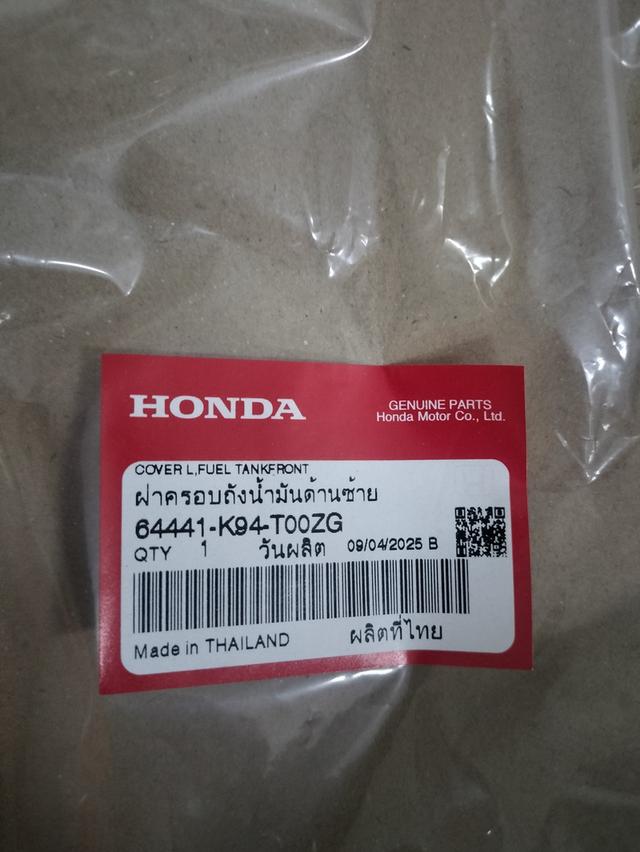 HONDA
GENUINE PARTS
Honda Motor Co., Ltd.
COVER L,FUEL TANKFRONT
ฝาครอบถังน้ำมันด้านซ้าย
64441-K94-T00ZG
QTY 1 วันผลิต 09/04/2025 B
Made in THAILAND ผลิตที่ไทย